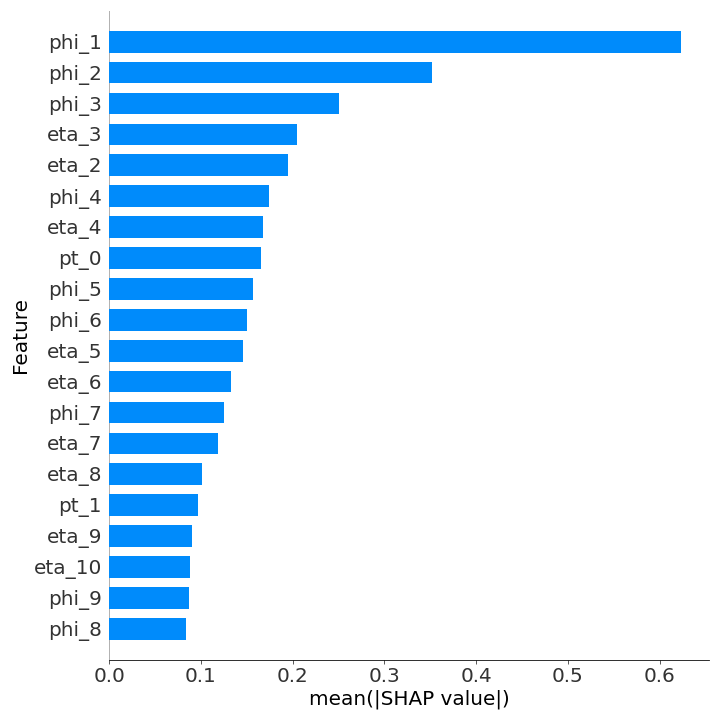 phi_1
phi_2
phi_3
eta_3
eta_2
phi_4
eta_4
pt_0
phi_5
phi_6
eta_5
eta_6
phi_7
eta_7
eta_8
pt_1
eta_9
eta_10
phi_9
phi_8
Feature
0.0 0.1 0.2 0.3 0.4 0.5 0.6
mean(|SHAP value|)